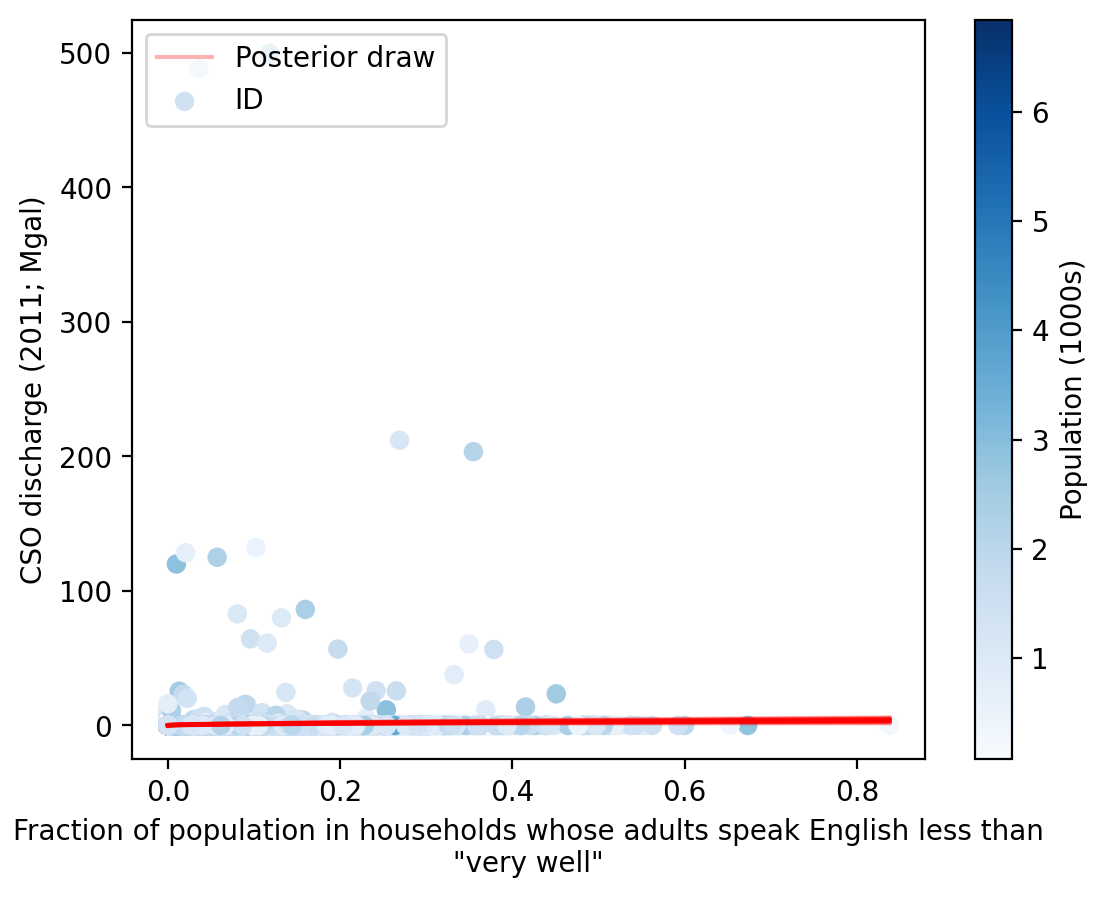 500
400
300
200
100
0
CSO discharge (2011; Mgal)
Posterior draw
ID
0.0 0.2 0.4 0.6 0.8
Fraction of population in households whose adults speak English less than
"very well"
6
5
4
3
2
1
Population (1000s)